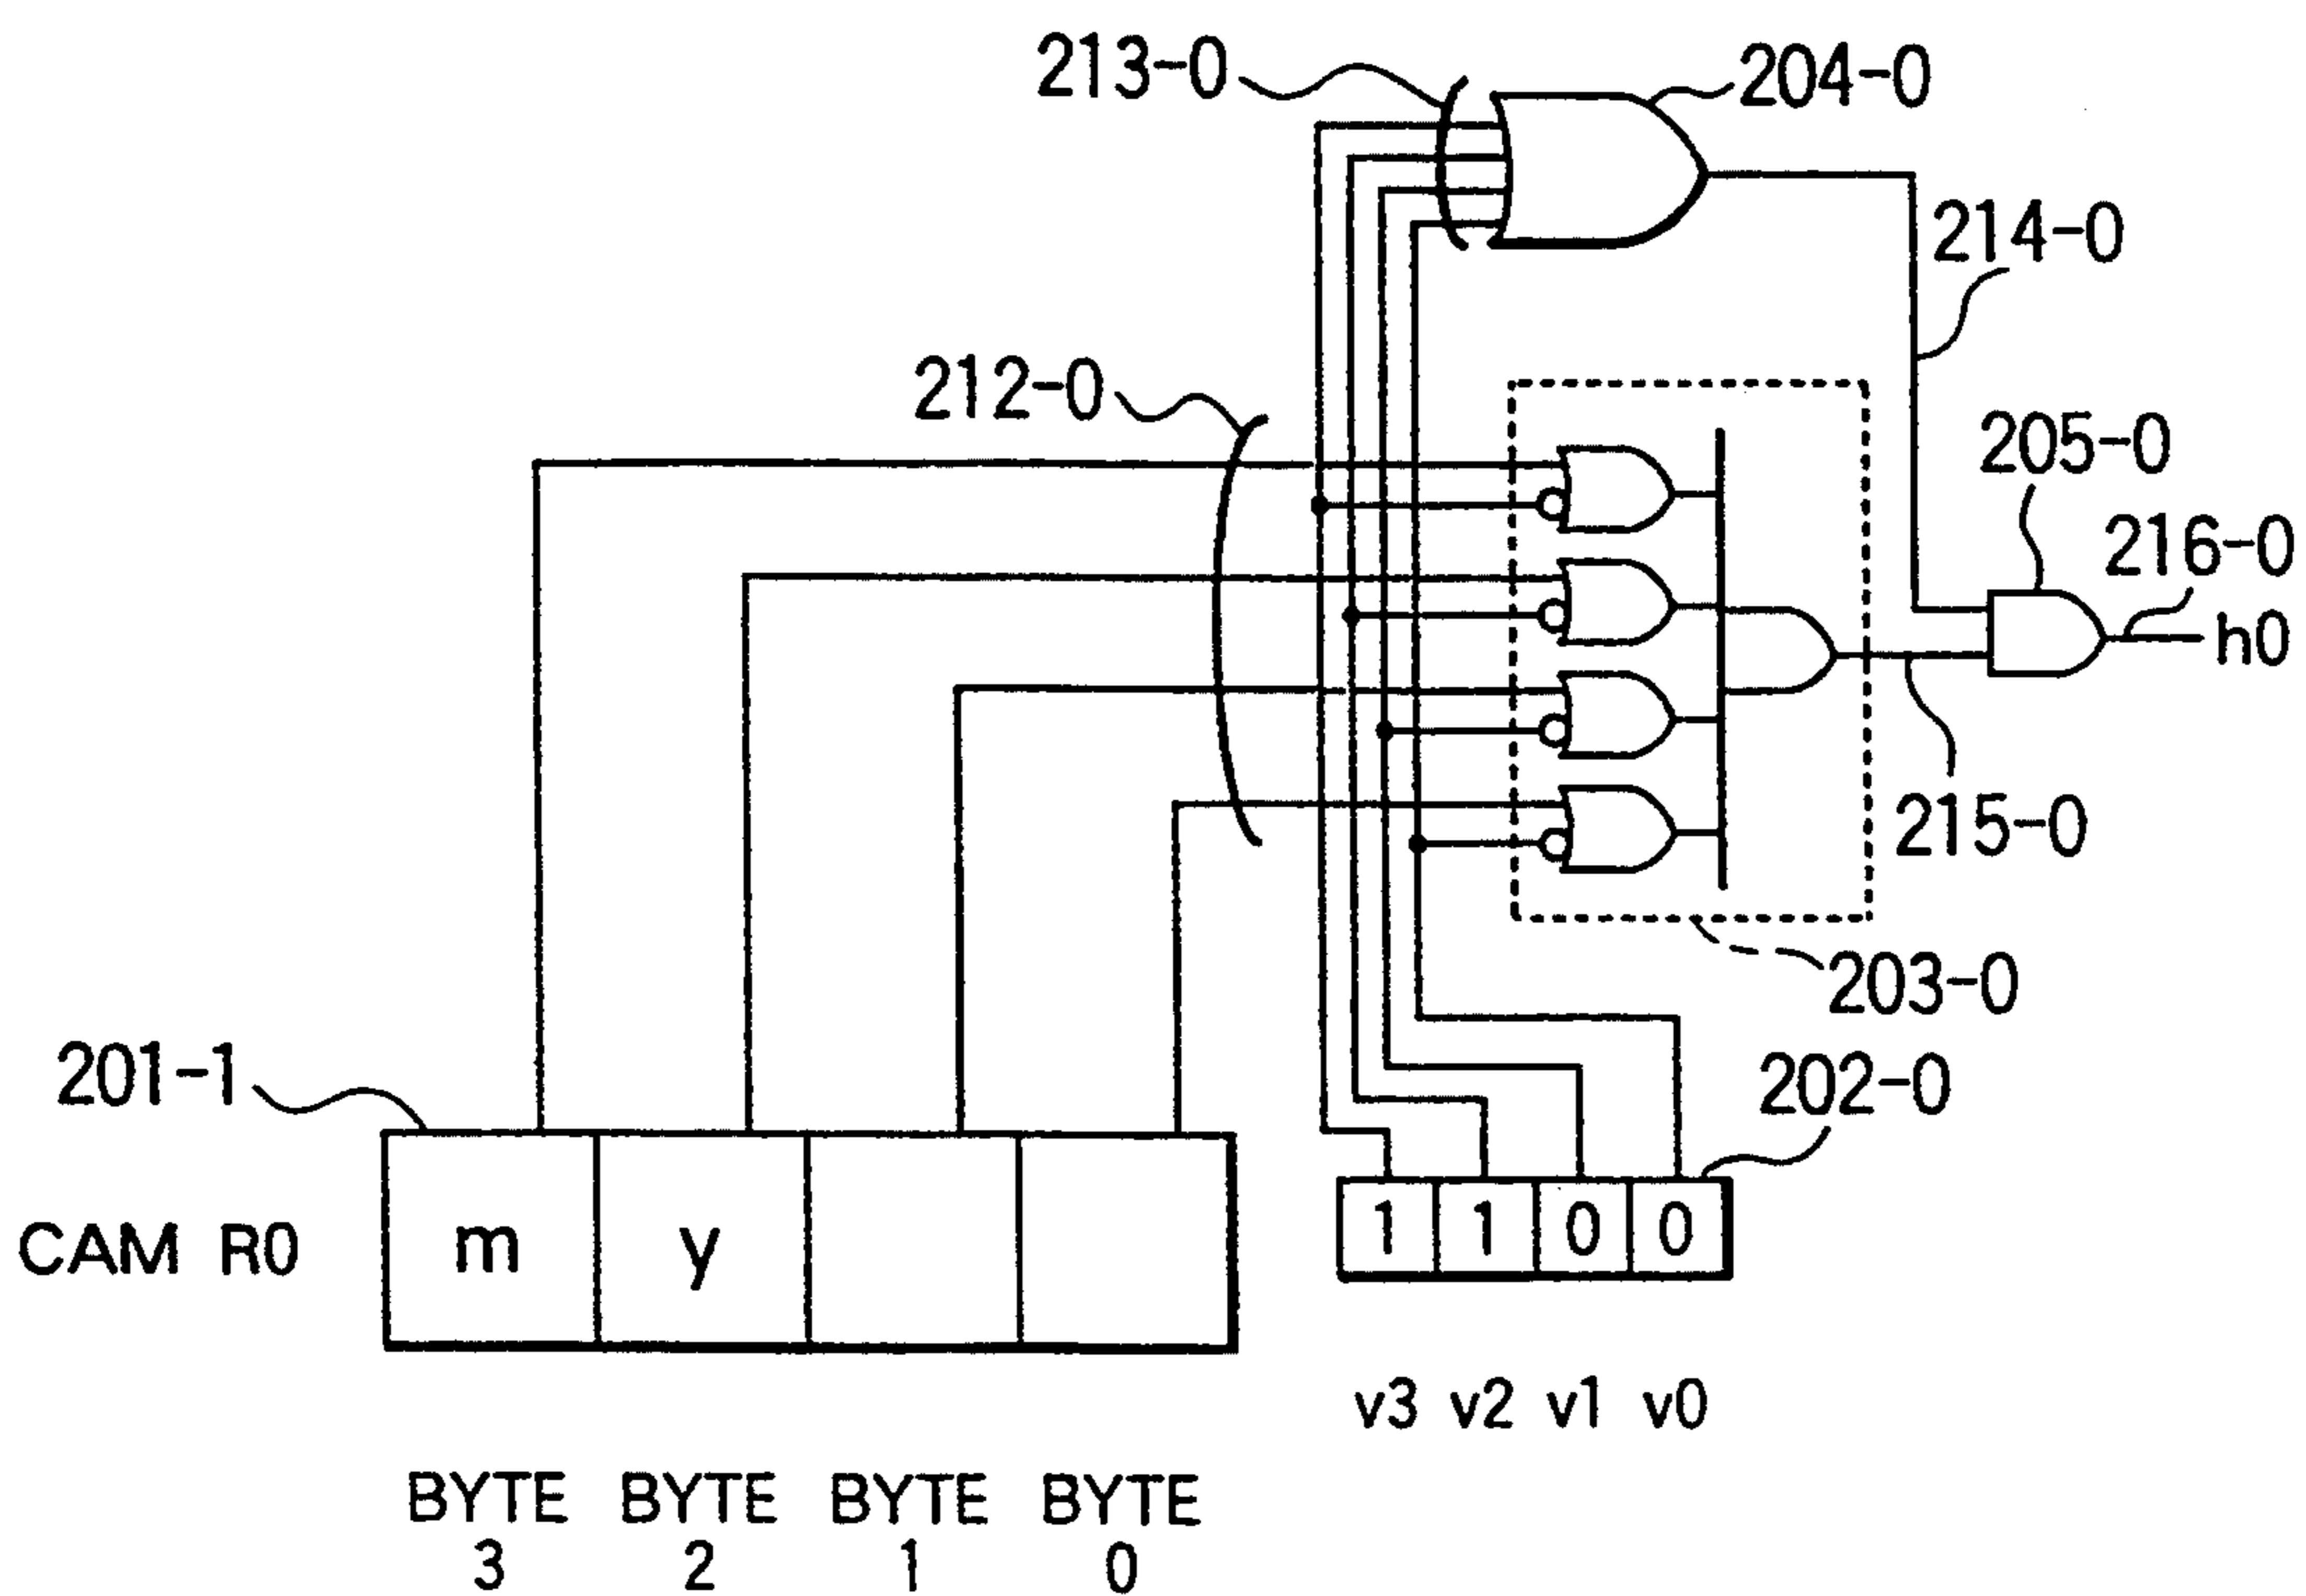 213-0
204-0
214-0
212-0
205-0
216-0
h0
215-0
203-0
201-1
202-0
CAM R0 m y
1 1 0 0
v3 v2 v1 v0
BYTE BYTE BYTE BYTE
3 2 1 0